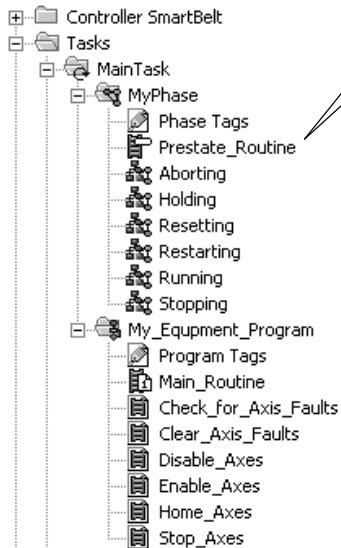 Controller SmartBelt
Tasks
MainTask
MyPhase
Phase Tags
Prestate_Routine
Aborting
Holding
Resetting
Restarting
Running
Stopping
My_Equpment_Program
Program Tags
Main_Routine
Check_for_Axis_Faults
Clear_Axis_Faults
Disable_Axes
Enable_Axes
Home_Axes
Stop_Axes